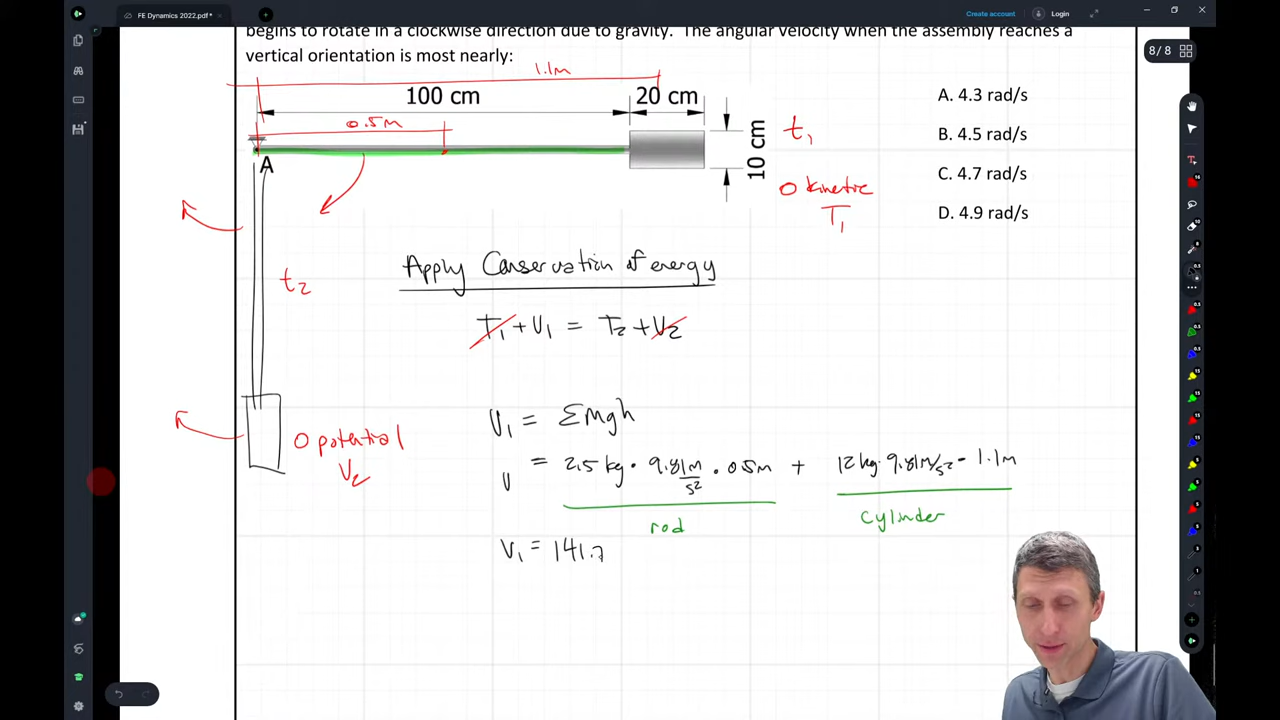 FE Dynamics 2022.pdf*
Create account
Login
8/8
begins to rotate in a clockwise direction due to gravity. The angular velocity when the assembly reaches a
vertical orientation is most nearly:
1.1m
100 cm
20 cm
0.5m
10 cm
A
t1
0 kinetic
T1
A. 4.3 rad/s
B. 4.5 rad/s
C. 4.7 rad/s
D. 4.9 rad/s
t2
Apply Conservation of energy
T1 + V1 = T2 + V2
V1 = ΣMgh
= 2.5 kg · 9.81m/s² · 0.5m + 12 kg · 9.81m/s² · 1.1m
rod
cylinder
0 potential
V2
V1 = 141.7